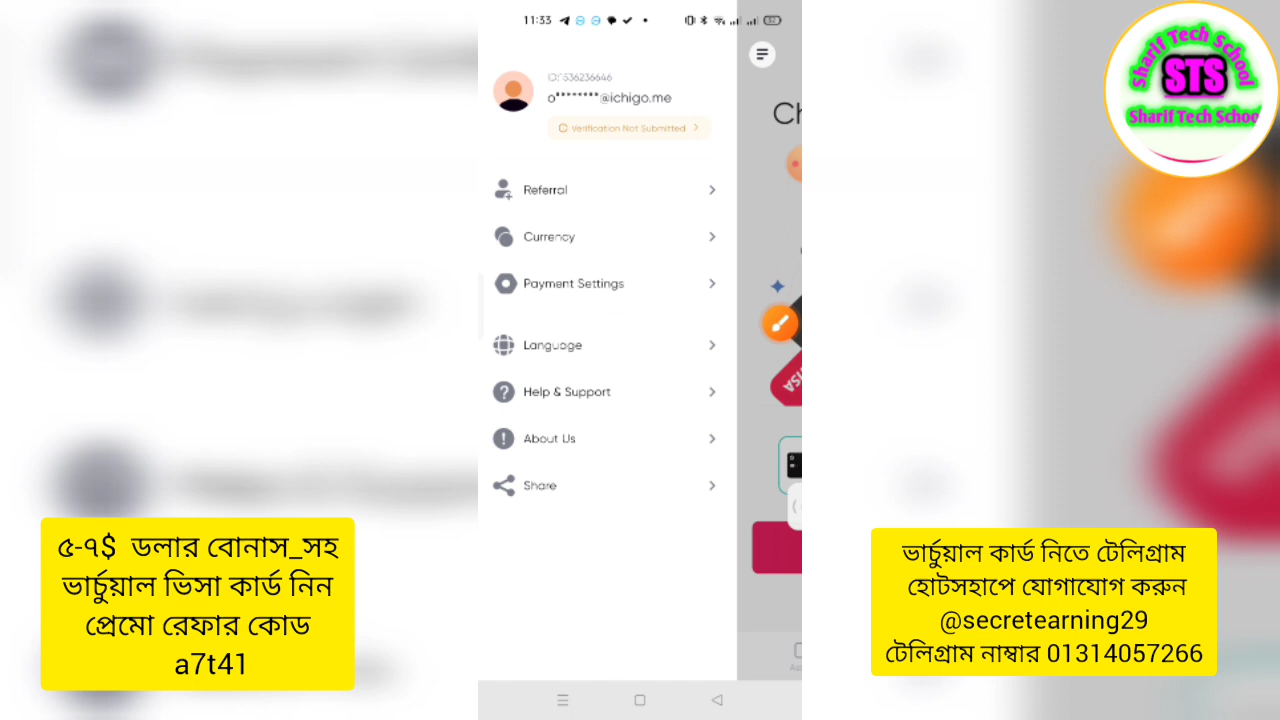 11:33
ID:1536236646
o********@ichigo.me
Verification Not Submitted
Ch
Referral
Currency
Payment Settings
Language
Help & Support
About Us
Share
VISA
Sharif Tech School
STS
Sharif Tech School
৫-৭$ ডলার বোনাস_সহ
ভার্চুয়াল ভিসা কার্ড নিন
প্রেমো রেফার কোড
a7t41
ভার্চুয়াল কার্ড নিতে টেলিগ্রাম
হোটসহাপে যোগাযোগ করুন
@secretearning29
টেলিগ্রাম নাম্বার 01314057266